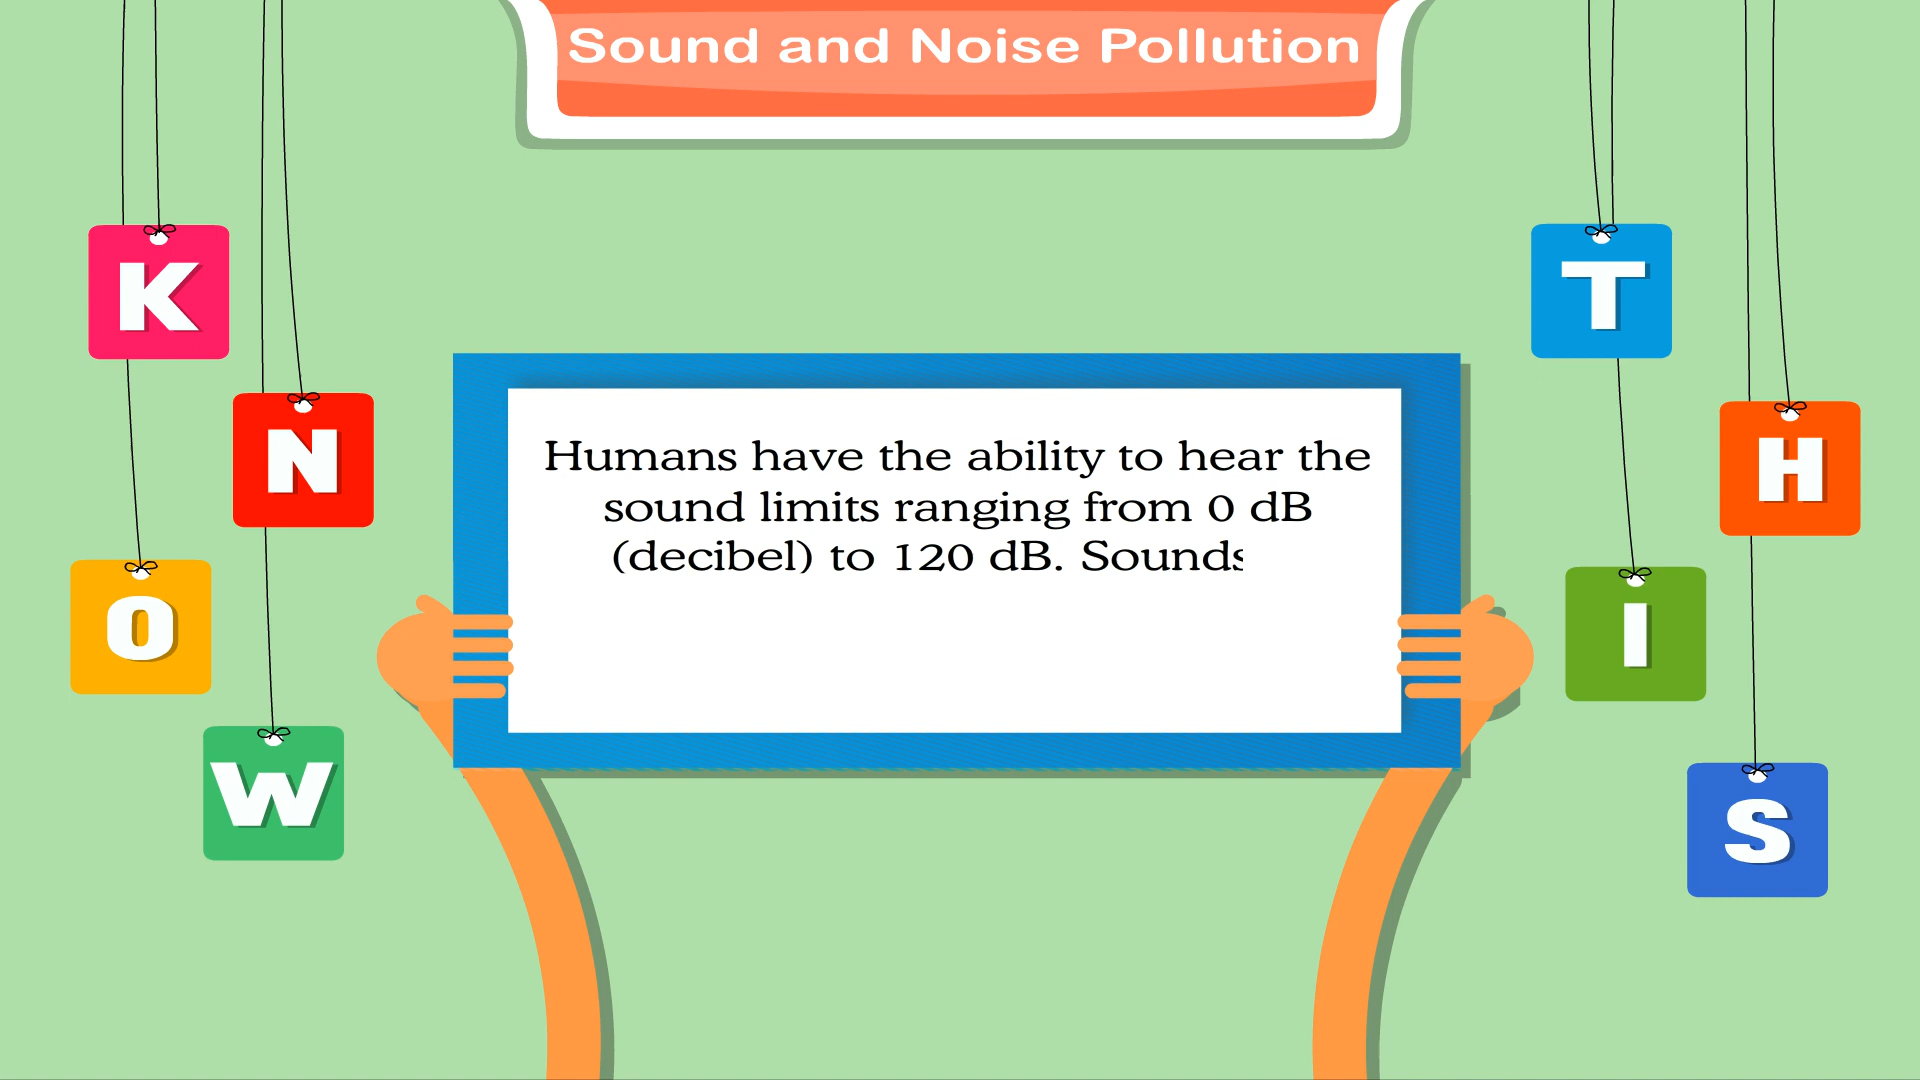 Sound and Noise Pollution
K
N
O
W
T
H
I
S
Humans have the ability to hear the
sound limits ranging from 0 dB
(decibel) to 120 dB. Sounds